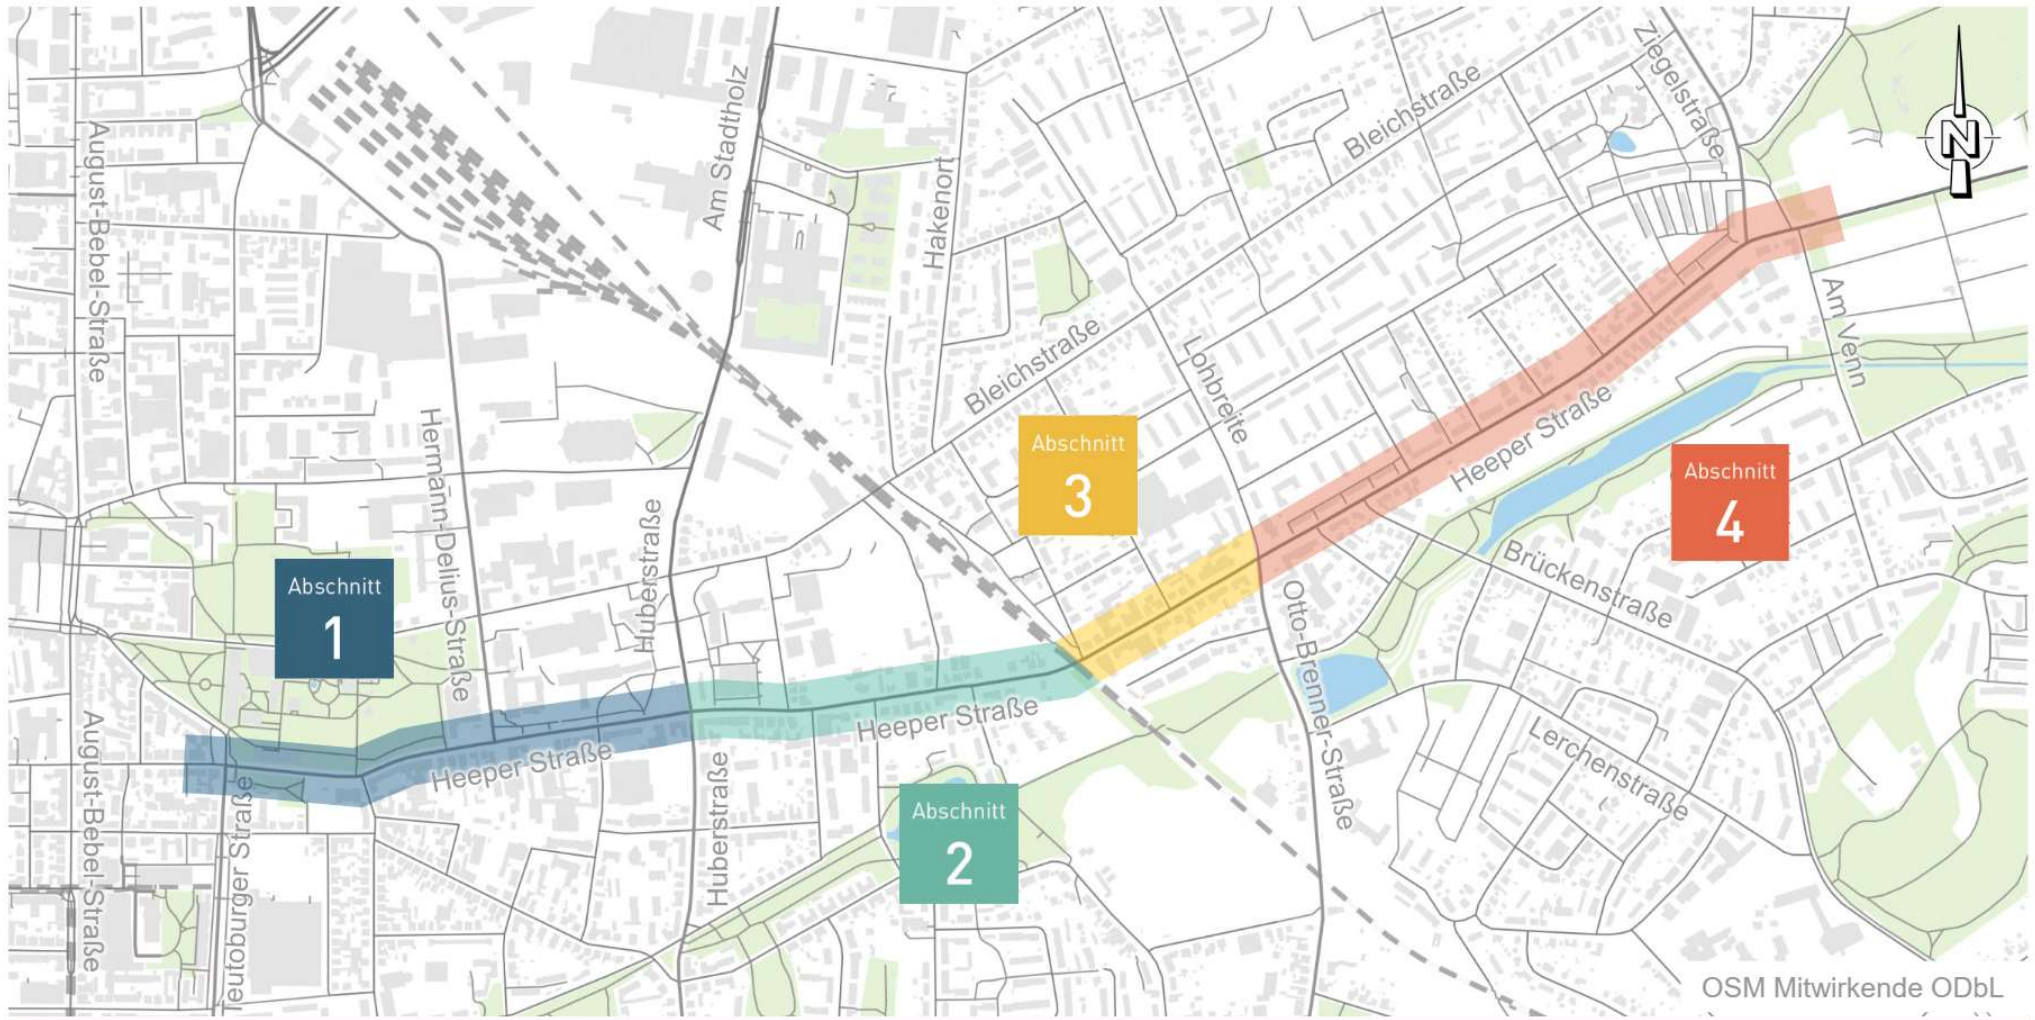 Ziegelstraße
Bleichstraße
Am Stadtholz
August-Bebel-Straße
N
Hakenort
Am Venn
Bleichstraße
Lohbreite
Heeper Straße
Hermann-Delius-Straße
Abschnitt
3
Abschnitt
4
Huberstraße
Brückenstraße
Abschnitt
1
Otto-Brenner-Straße
Heeper Straße
Heeper Straße
Lerchenstraße
August-Bebel-Straße
Teutoburger Straße
Huberstraße
Abschnitt
2
OSM Mitwirkende ODbL